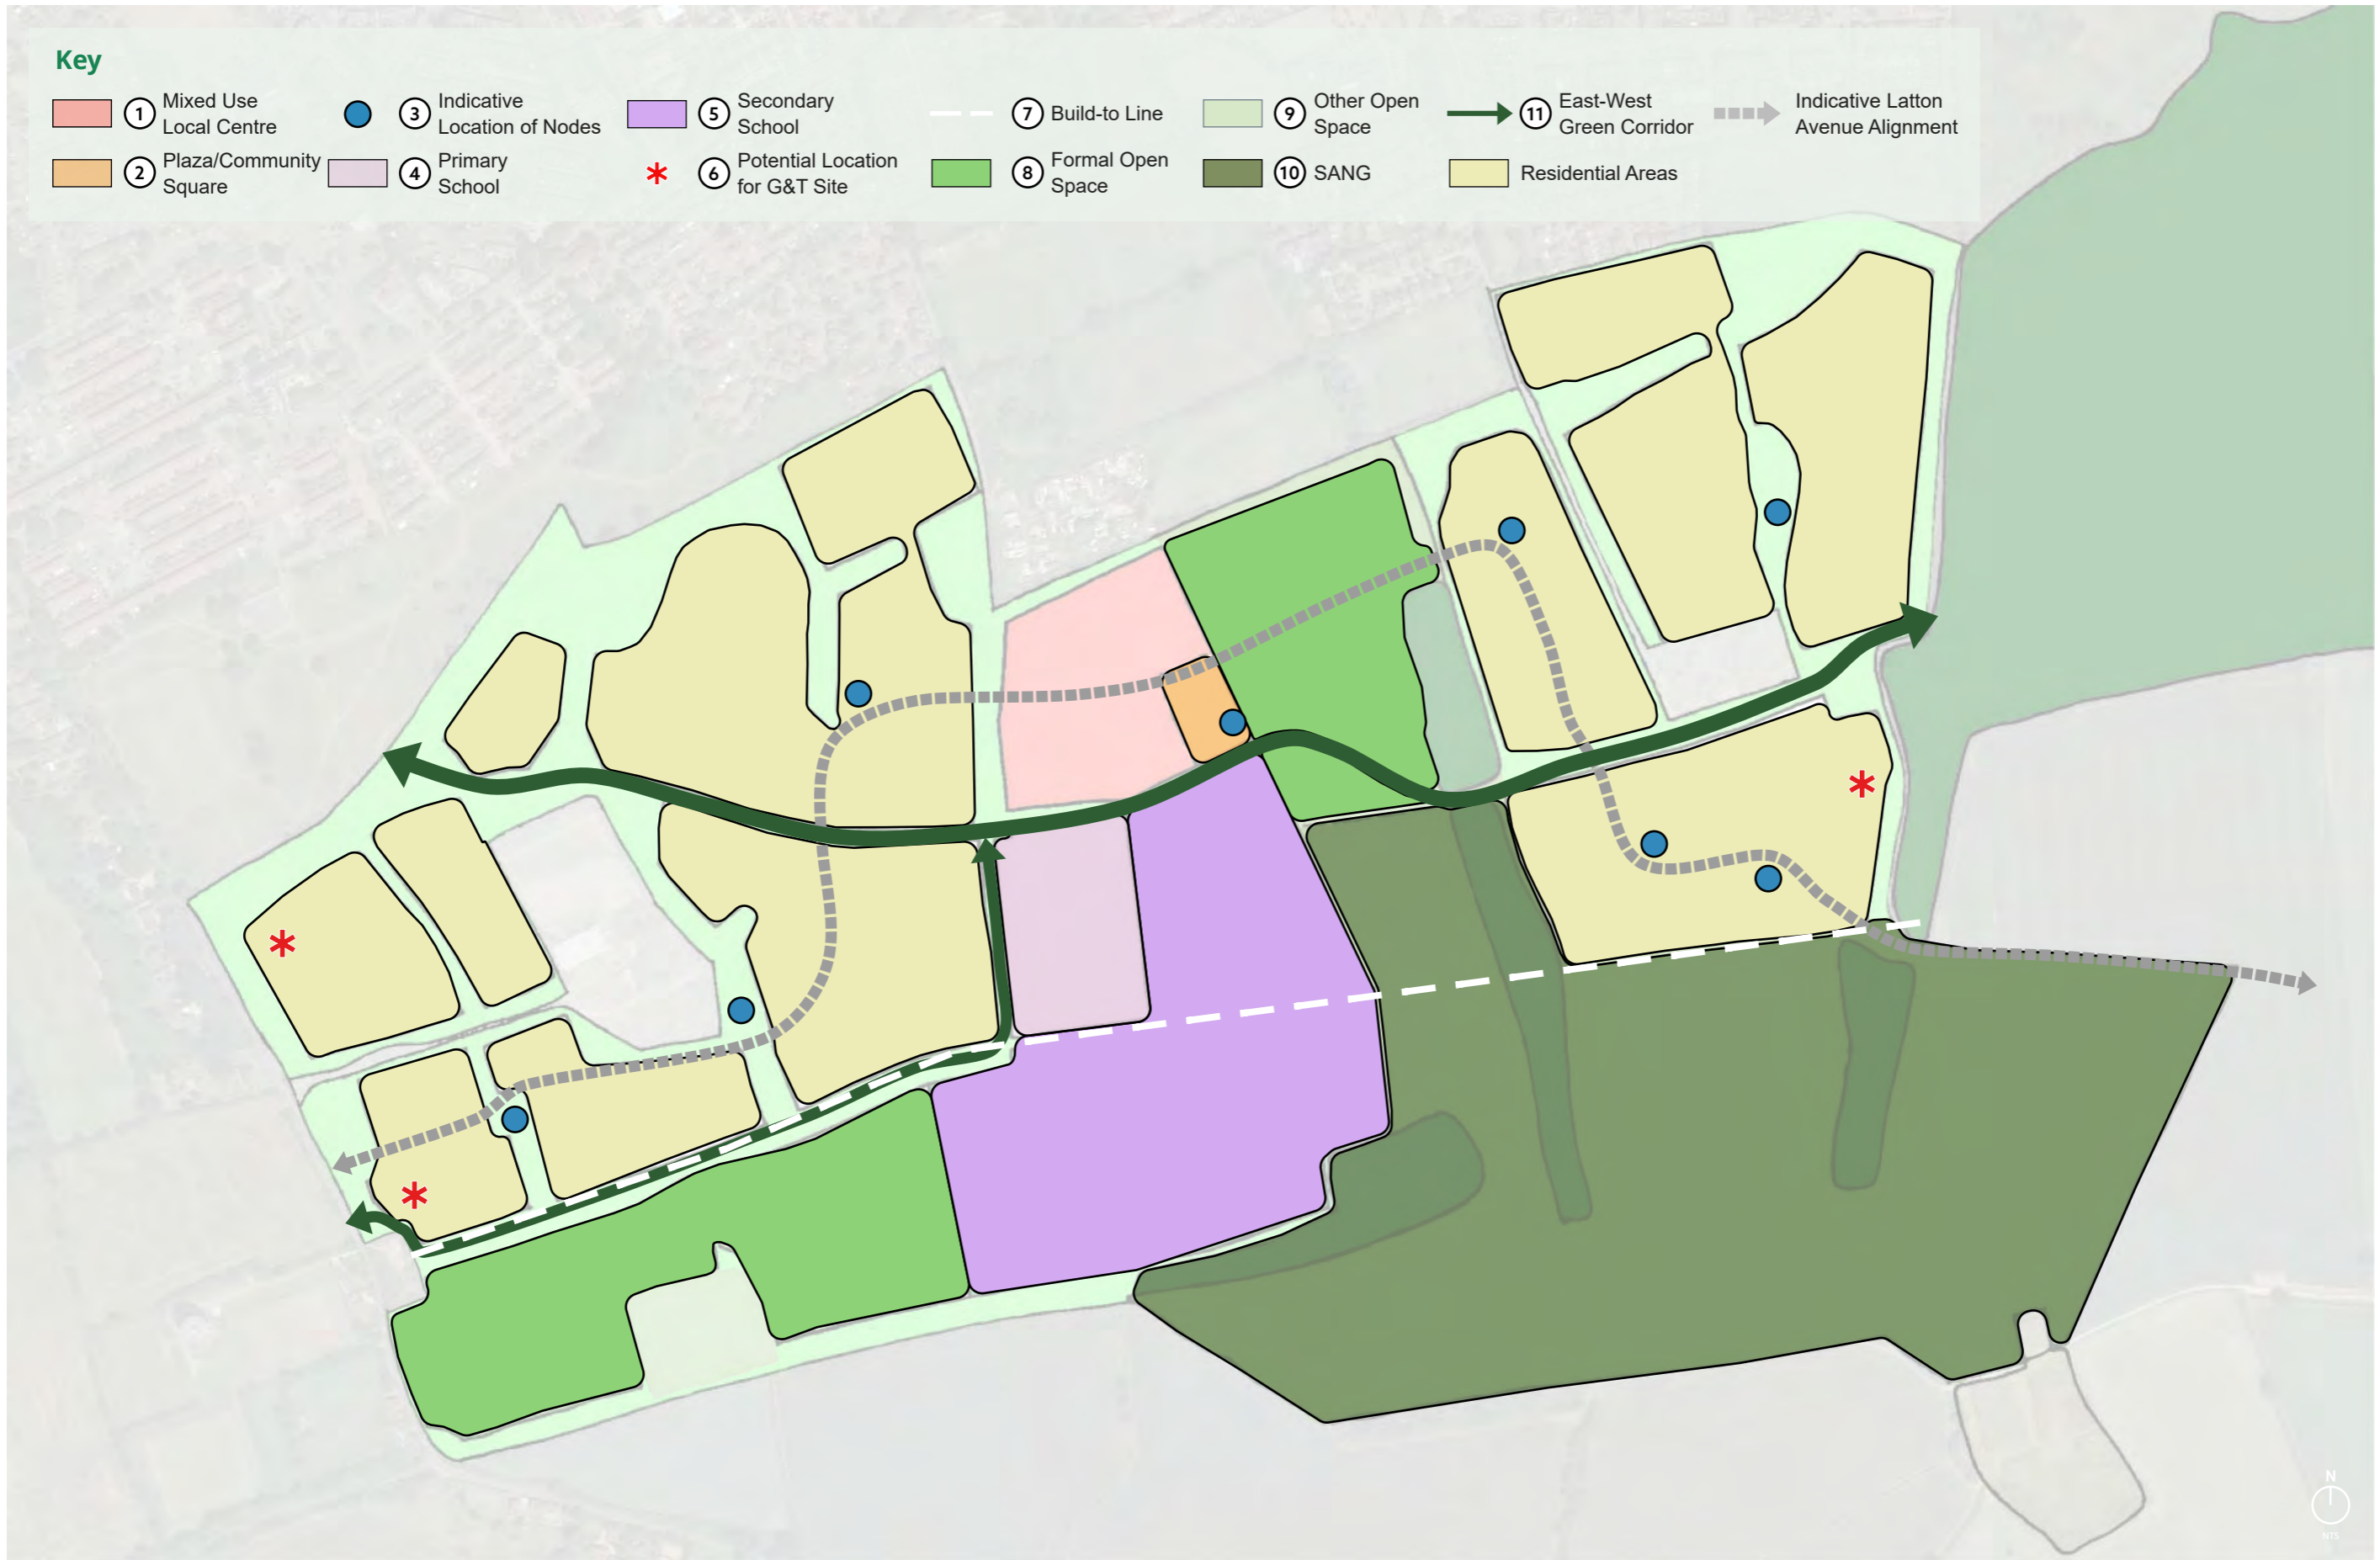 Key
1 Mixed Use
Local Centre
3 Indicative
Location of Nodes
5 Secondary
School
7 Build-to Line
9 Other Open
Space
11 East-West
Green Corridor
Indicative Latton
Avenue Alignment
2 Plaza/Community
Square
4 Primary
School
6 Potential Location
for G&T Site
8 Formal Open
Space
10 SANG
Residential Areas
N
NTS